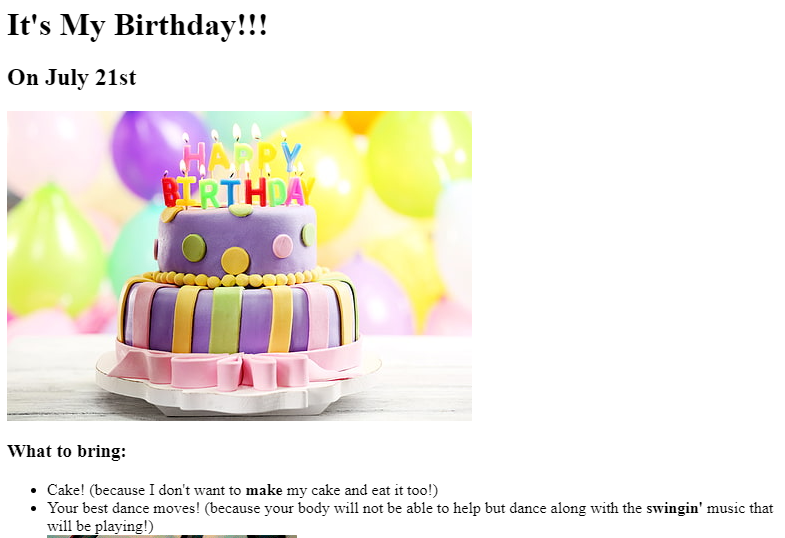 It's My Birthday!!!
On July 21st
HAPPY
BIRTHDAY
What to bring:
Cake! (because I don't want to make my cake and eat it too!)
Your best dance moves! (because your body will not be able to help but dance along with the swingin' music that
will be playing!)